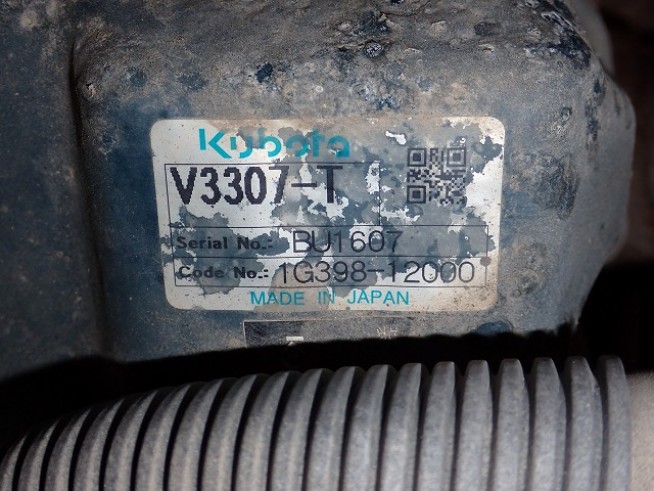 Kubota
V3307-T
Serial No.: BU1607
Code No.: 1G398-12000
MADE IN JAPAN